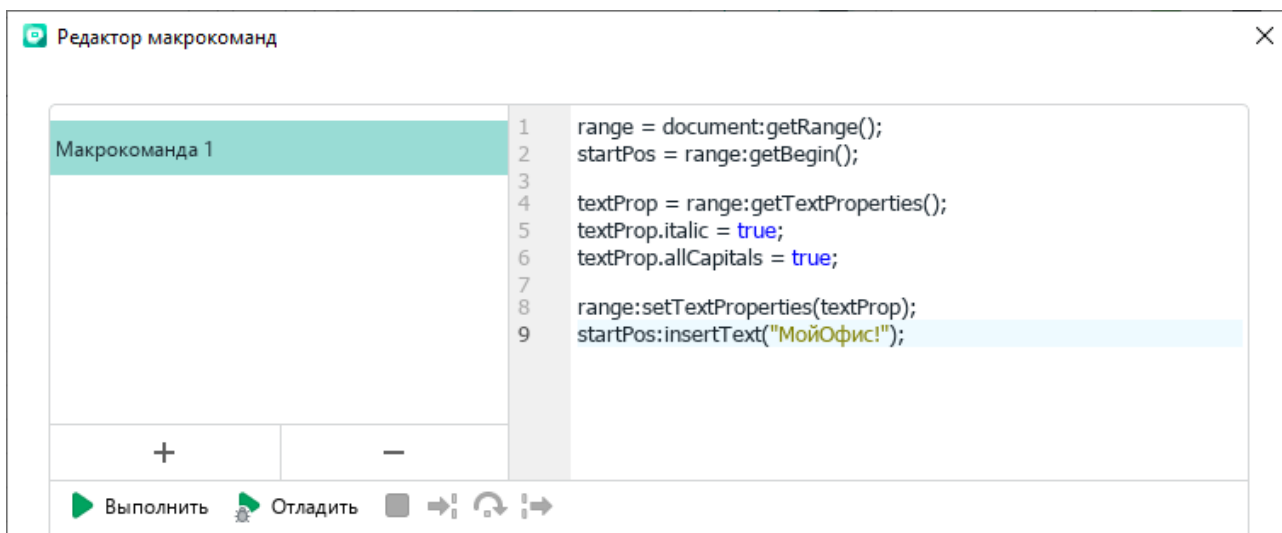 Редактор макрокоманд
Макрокоманда 1
1 range = document:getRange();
2 startPos = range:getBegin();
3
4 textProp = range:getTextProperties();
5 textProp.italic = true;
6 textProp.allCapitals = true;
7
8 range:setTextProperties(textProp);
9 startPos:insertText("МойОфис!");
Выполнить Отладить